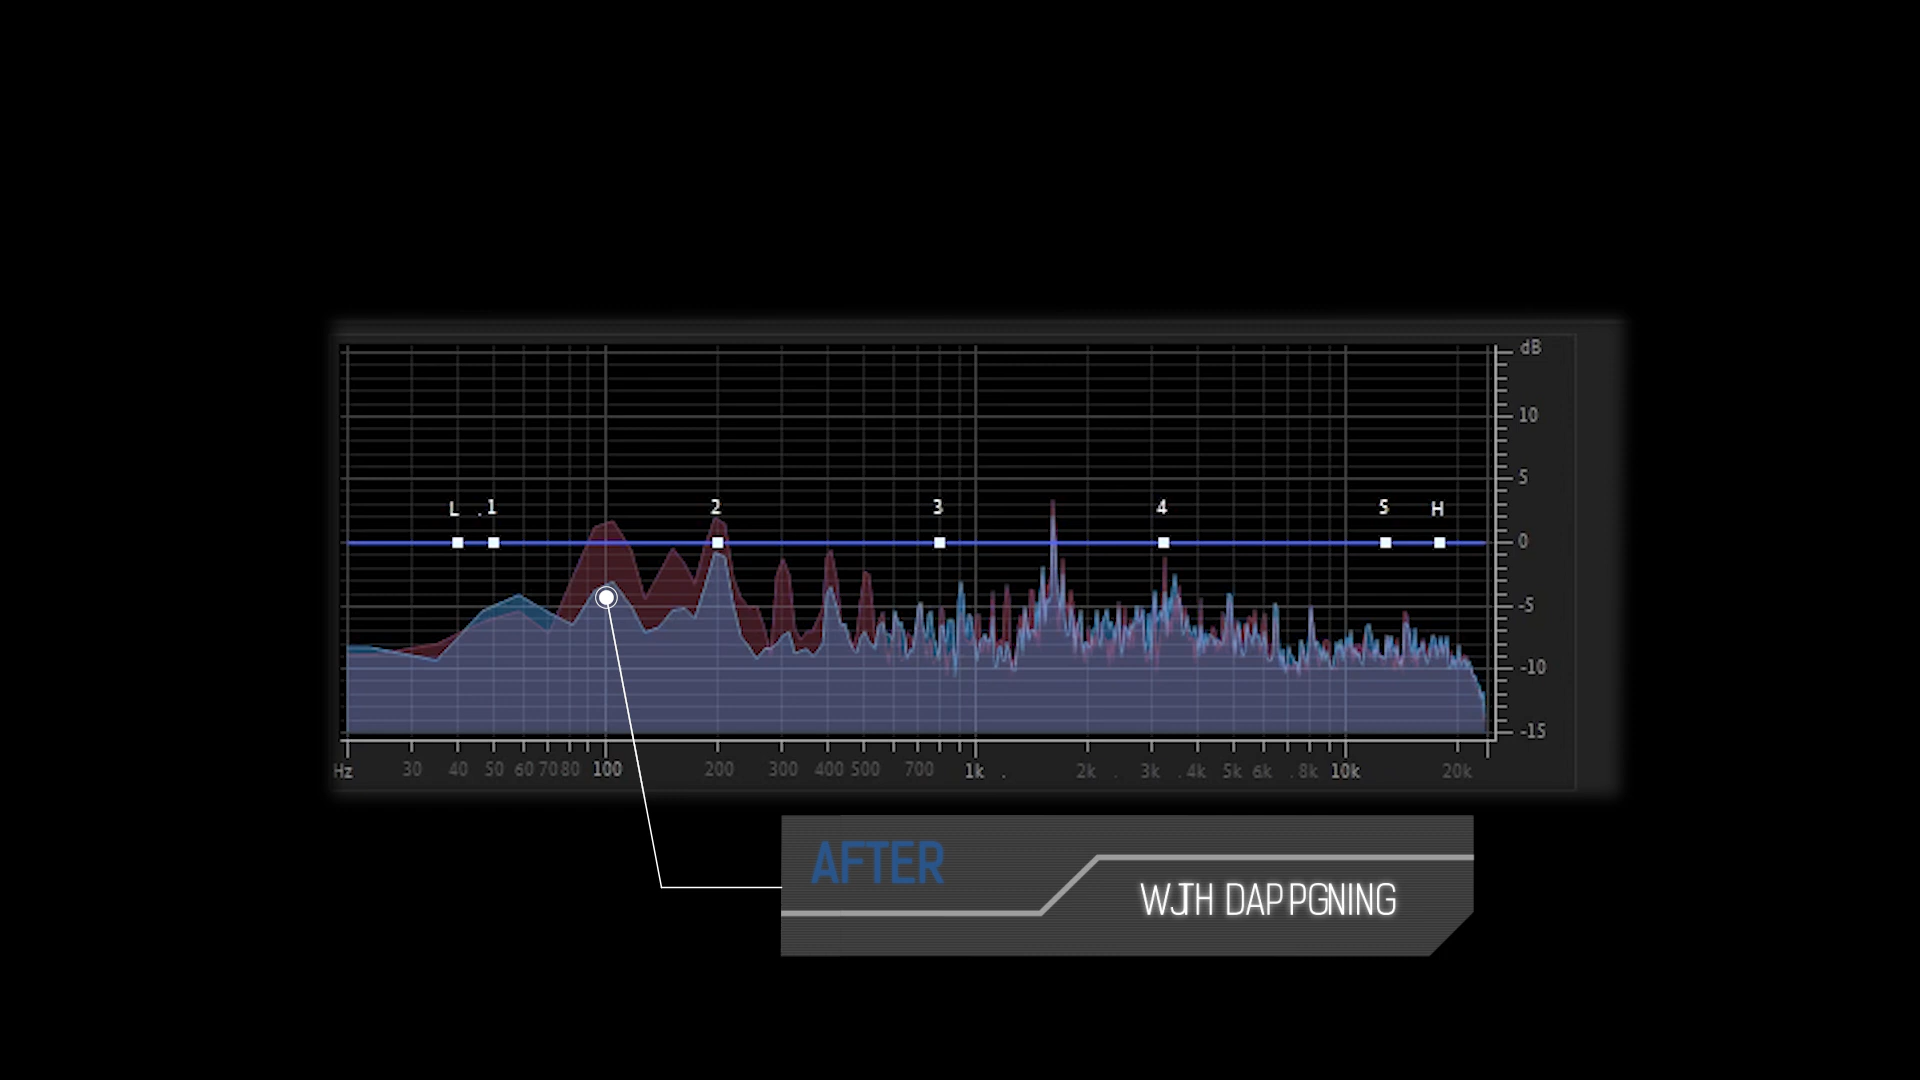 dB
10
5
L . 1 2 3 4 5 H
0
-5
-10
-15
Hz 30 40 50 60 70 80 100 200 300 400 500 700 1k . 2k . 3k . 4k 5k 6k . 8k 10k 20k
AFTER
WJTH DAP PGNING